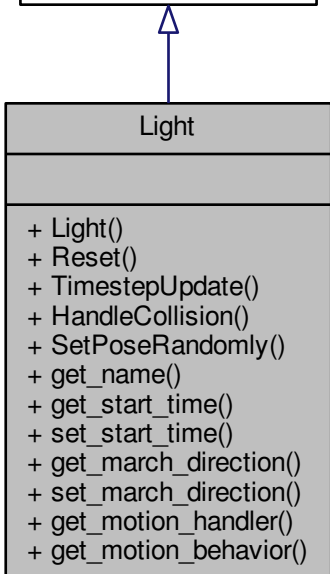 Light
+ Light()
+ Reset()
+ TimestepUpdate()
+ HandleCollision()
+ SetPoseRandomly()
+ get_name()
+ get_start_time()
+ set_start_time()
+ get_march_direction()
+ set_march_direction()
+ get_motion_handler()
+ get_motion_behavior()